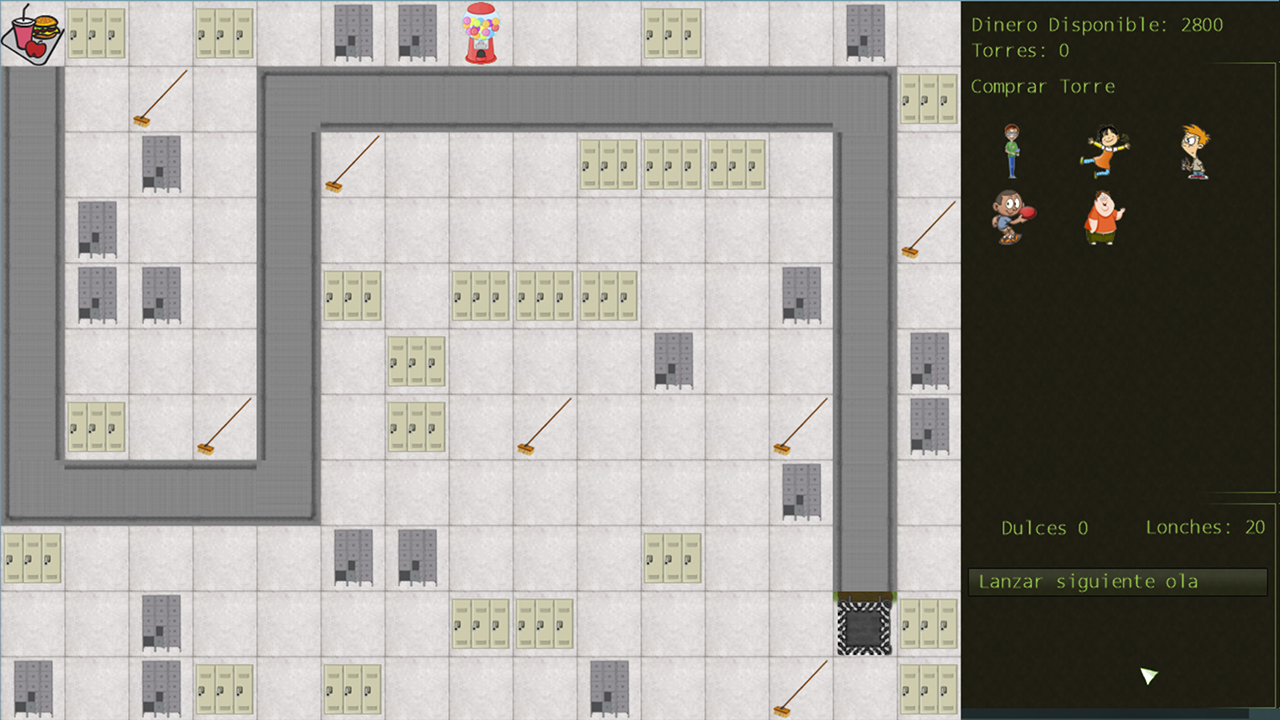 Dinero Disponible: 2800
Torres: 0
Comprar Torre
Dulces 0
Lonches: 20
Lanzar siguiente ola